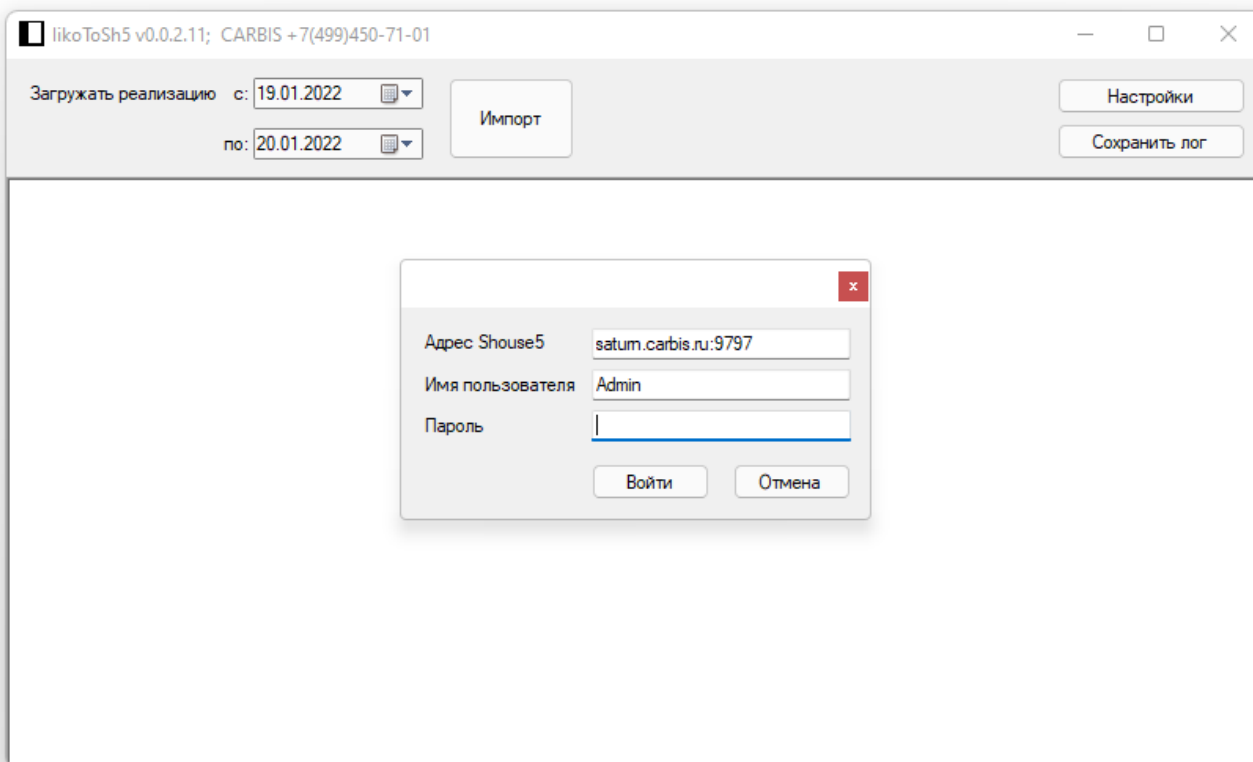 IikoToSh5 v0.0.2.11; CARBIS +7(499)450-71-01
Загружать реализацию с: 19.01.2022
по: 20.01.2022
Импорт
Настройки
Сохранить лог
x
Адрес Shouse5 saturn.carbis.ru:9797
Имя пользователя Admin
Пароль
Войти Отмена